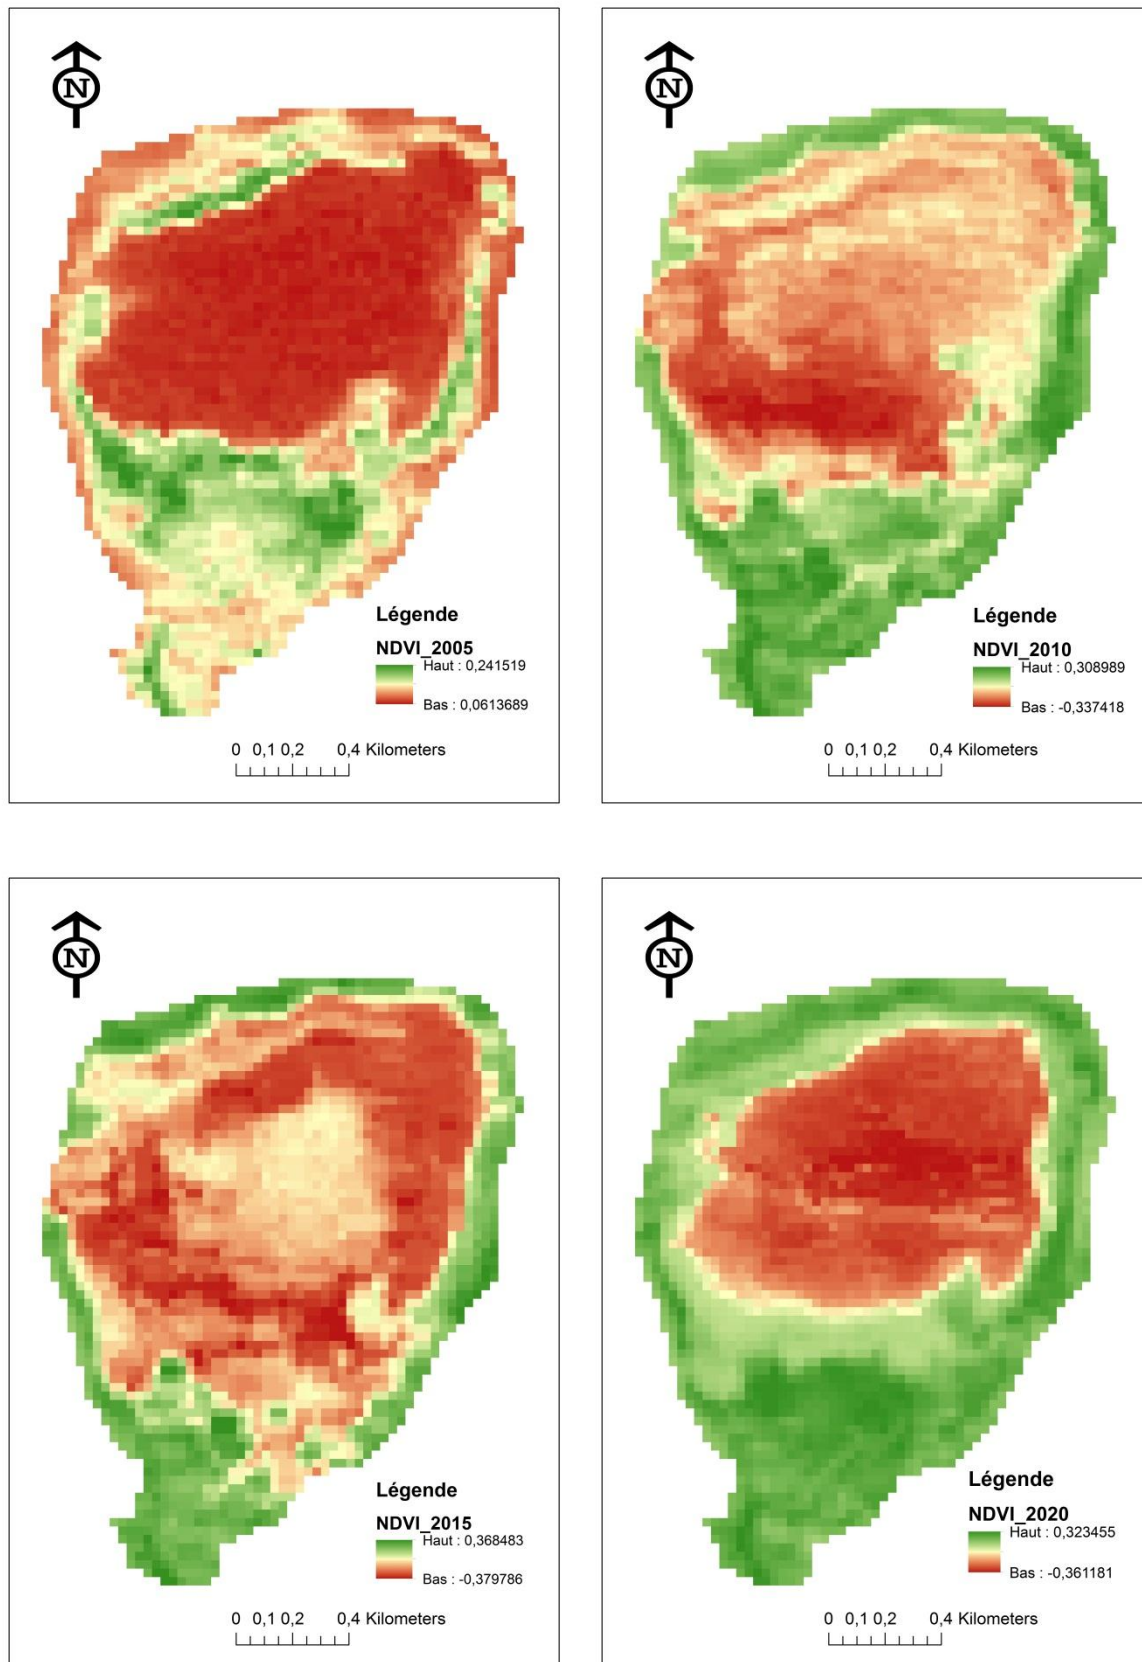 N
Légende
NDVI_2005
Haut : 0,241519
Bas : 0,0613689
0 0,1 0,2 0,4 Kilometers
N
Légende
NDVI_2010
Haut : 0,308989
Bas : -0,337418
0 0,1 0,2 0,4 Kilometers
N
Légende
NDVI_2015
Haut : 0,368483
Bas : -0,379786
0 0,1 0,2 0,4 Kilometers
N
Légende
NDVI_2020
Haut : 0,323455
Bas : -0,361181
0 0,1 0,2 0,4 Kilometers